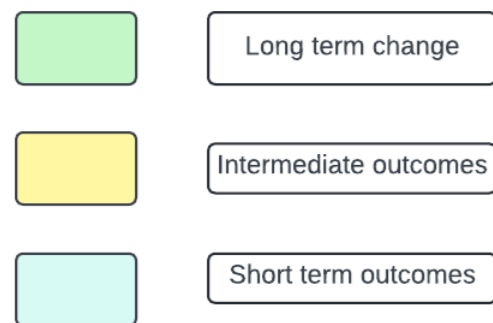 Long term change
Intermediate outcomes
Short term outcomes